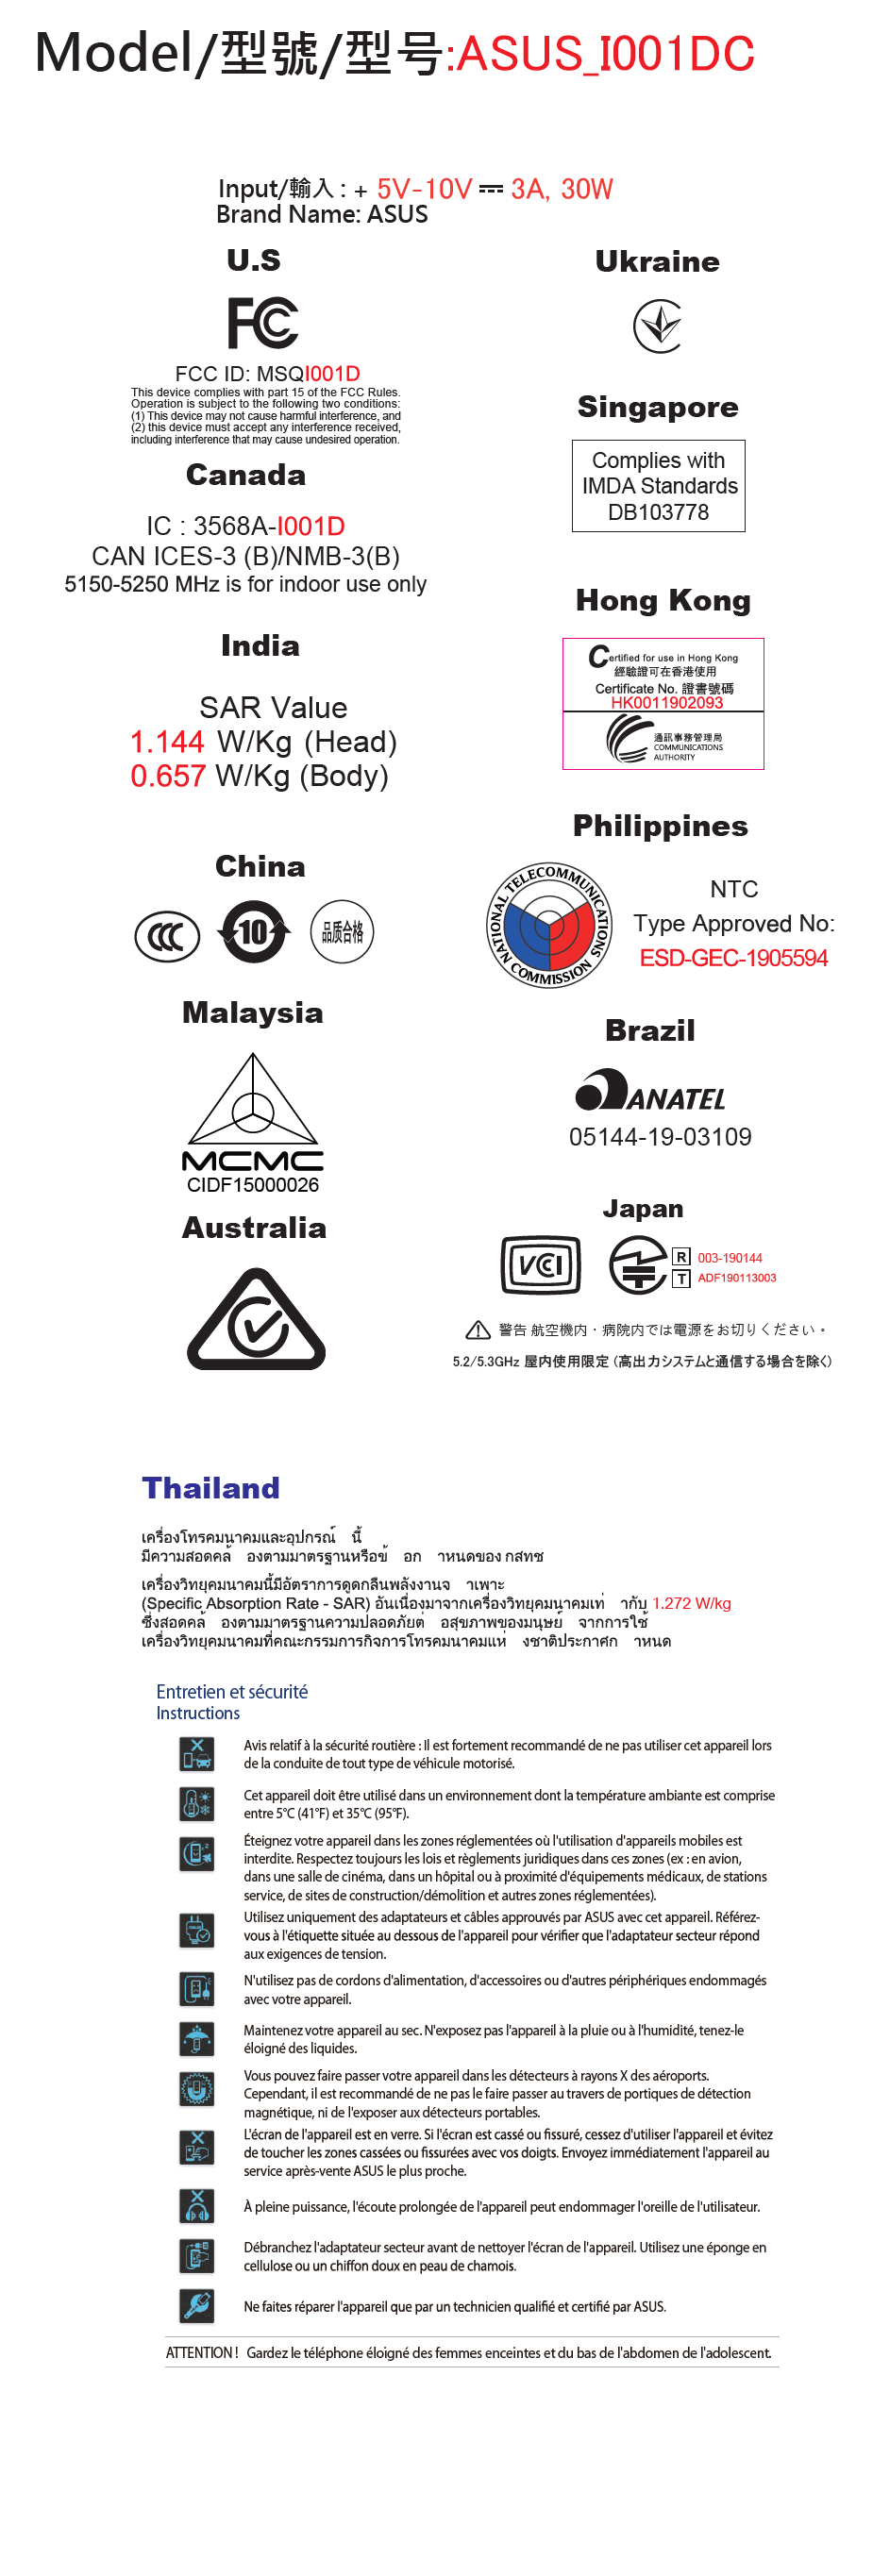 Model/型號/型号:ASUS_I001DC
Input/輸入 : + 5V-10V ⎓ 3A, 30W
Brand Name: ASUS
U.S
FC
FCC ID: MSQI001D
This device complies with part 15 of the FCC Rules.
Operation is subject to the following two conditions:
(1) This device may not cause harmful interference, and
(2) this device must accept any interference received,
including interference that may cause undesired operation.
Canada
IC : 3568A-I001D
CAN ICES-3 (B)/NMB-3(B)
5150-5250 MHz is for indoor use only
India
SAR Value
1.144 W/Kg (Head)
0.657 W/Kg (Body)
China
CCC
10
品质合格
Malaysia
MCMC
CIDF15000026
Australia
Ukraine
Singapore
Complies with
IMDA Standards
DB103778
Hong Kong
Certified for use in Hong Kong
經驗證可在香港使用
Certificate No. 證書號碼
HK0011902093
通訊事務管理局
COMMUNICATIONS
AUTHORITY
Philippines
NATIONAL TELECOMMUNICATIONS COMMISSION
NTC
Type Approved No:
ESD-GEC-1905594
Brazil
ANATEL
05144-19-03109
Japan
VCCI
R 003-190144
T ADF190113003
警告 航空機内・病院内では電源をお切りください。
5.2/5.3GHz 屋内使用限定 (高出力システムと通信する場合を除く)
Thailand
เครื่องโทรคมนาคมและอุปกรณ์ นี้
มีความสอดคล้ องตามมาตรฐานหรือข้ อก าหนดของ กสทช
เครื่องวิทยุคมนาคมนี้มีอัตราการดูดกลืนพลังงานจ าเพาะ
(Specific Absorption Rate - SAR) อันเนื่องมาจากเครื่องวิทยุคมนาคมเท่ ากับ 1.272 W/kg
ซึ่งสอดคล้ องตามมาตรฐานความปลอดภัยต่ อสุขภาพของมนุษย์ จากการใช้
เครื่องวิทยุคมนาคมที่คณะกรรมการกิจการโทรคมนาคมแห่ งชาติประกาศก าหนด
Entretien et sécurité
Instructions
Avis relatif à la sécurité routière : Il est fortement recommandé de ne pas utiliser cet appareil lors
de la conduite de tout type de véhicule motorisé.
Cet appareil doit être utilisé dans un environnement dont la température ambiante est comprise
entre 5°C (41°F) et 35°C (95°F).
Éteignez votre appareil dans les zones réglementées où l'utilisation d'appareils mobiles est
interdite. Respectez toujours les lois et règlements juridiques dans ces zones (ex : en avion,
dans une salle de cinéma, dans un hôpital ou à proximité d'équipements médicaux, de stations
service, de sites de construction/démolition et autres zones réglementées).
Utilisez uniquement des adaptateurs et câbles approuvés par ASUS avec cet appareil. Référez-
vous à l'étiquette située au dessous de l'appareil pour vérifier que l'adaptateur secteur répond
aux exigences de tension.
N'utilisez pas de cordons d'alimentation, d'accessoires ou d'autres périphériques endommagés
avec votre appareil.
Maintenez votre appareil au sec. N'exposez pas l'appareil à la pluie ou à l'humidité, tenez-le
éloigné des liquides.
Vous pouvez faire passer votre appareil dans les détecteurs à rayons X des aéroports.
Cependant, il est recommandé de ne pas le faire passer au travers de portiques de détection
magnétique, ni de l'exposer aux détecteurs portables.
L'écran de l'appareil est en verre. Si l'écran est cassé ou fissuré, cessez d'utiliser l'appareil et évitez
de toucher les zones cassées ou fissurées avec vos doigts. Envoyez immédiatement l'appareil au
service après-vente ASUS le plus proche.
À pleine puissance, l'écoute prolongée de l'appareil peut endommager l'oreille de l'utilisateur.
Débranchez l'adaptateur secteur avant de nettoyer l'écran de l'appareil. Utilisez une éponge en
cellulose ou un chiffon doux en peau de chamois.
Ne faites réparer l'appareil que par un technicien qualifié et certifié par ASUS.
ATTENTION ! Gardez le téléphone éloigné des femmes enceintes et du bas de l'abdomen de l'adolescent.